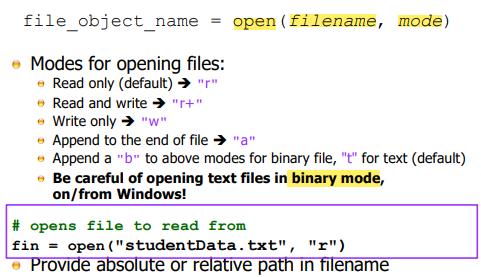 file_object_name = open(filename, mode)
Modes for opening files:
Read only (default) ➔ "r"
Read and write ➔ "r+"
Write only ➔ "w"
Append to the end of file ➔ "a"
Append a "b" to above modes for binary file, "t" for text (default)
Be careful of opening text files in binary mode,
on/from Windows!
# opens file to read from
fin = open("studentData.txt", "r")
Provide absolute or relative path in filename